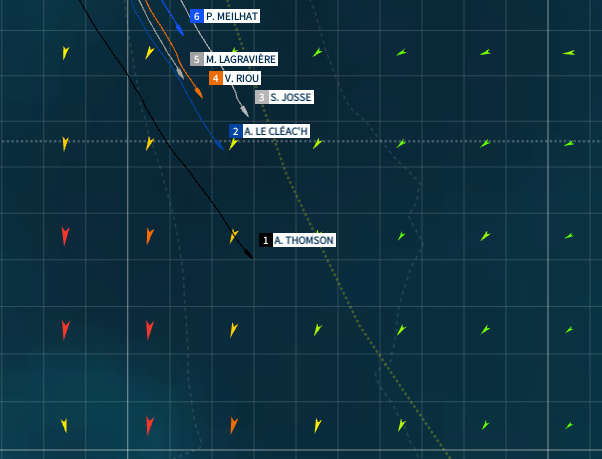 6 P. MEILHAT
5 M. LAGRAVIÈRE
4 V. RIOU
3 S. JOSSE
2 A. LE CLÉAC'H
1 A. THOMSON